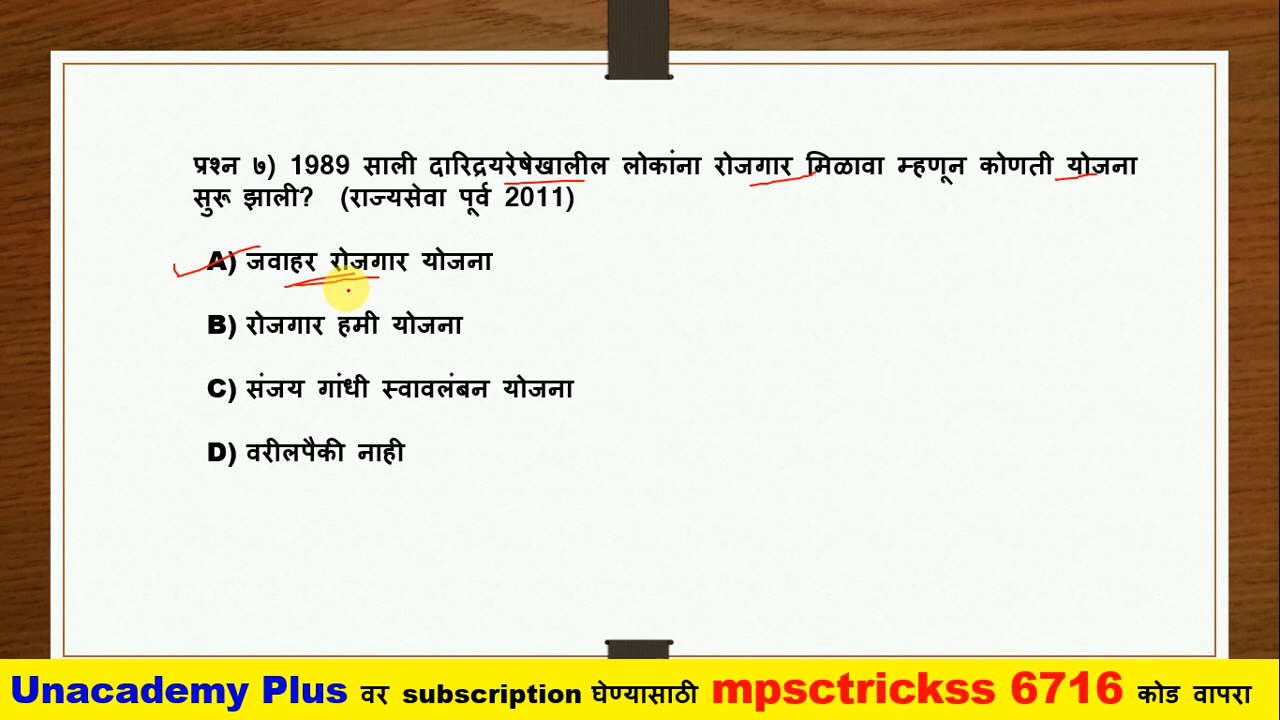 प्रश्न ७) 1989 साली दारिद्रयरेषेखालील लोकांना रोजगार मिळावा म्हणून कोणती योजना
सुरू झाली? (राज्यसेवा पूर्व 2011)
A) जवाहर रोजगार योजना
B) रोजगार हमी योजना
C) संजय गांधी स्वावलंबन योजना
D) वरीलपैकी नाही
Unacademy Plus वर subscription घेण्यासाठी mpsctrickss 6716 कोड वापरा